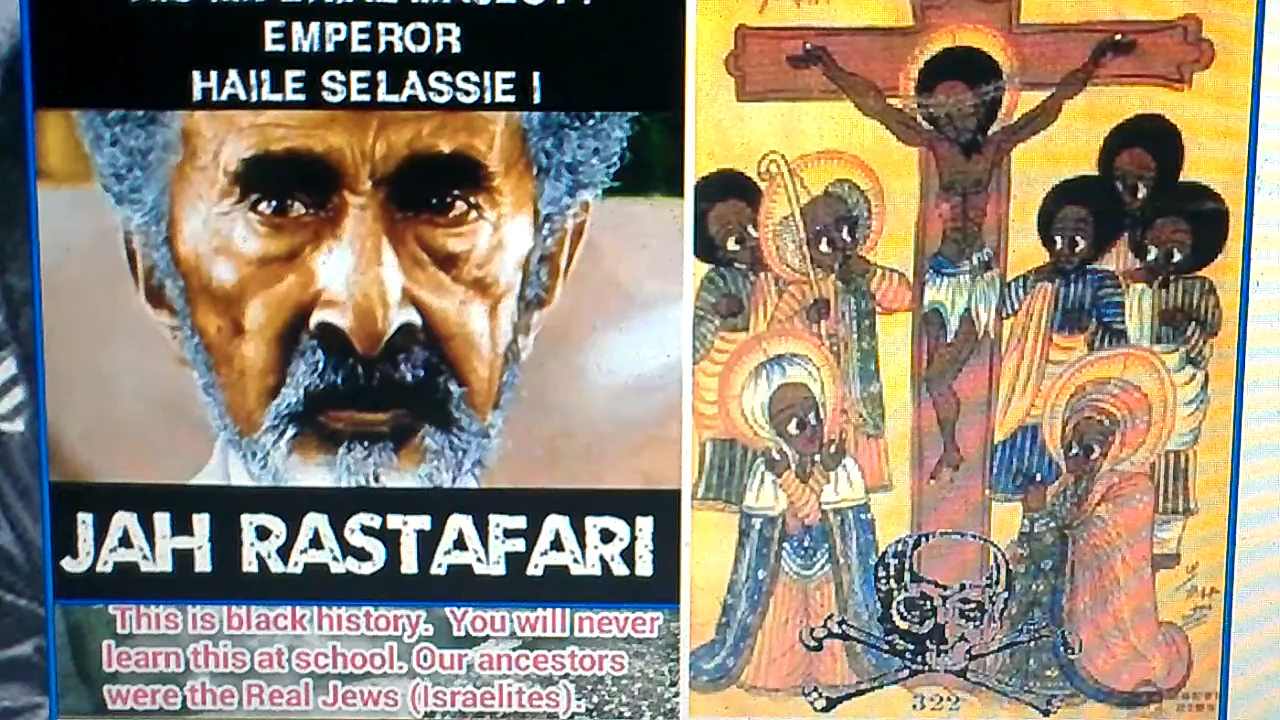 EMPEROR
HAILE SELASSIE I
JAH RASTAFARI
This is black history. You will never
learn this at school. Our ancestors
were the Real Jews (Israelites).
322